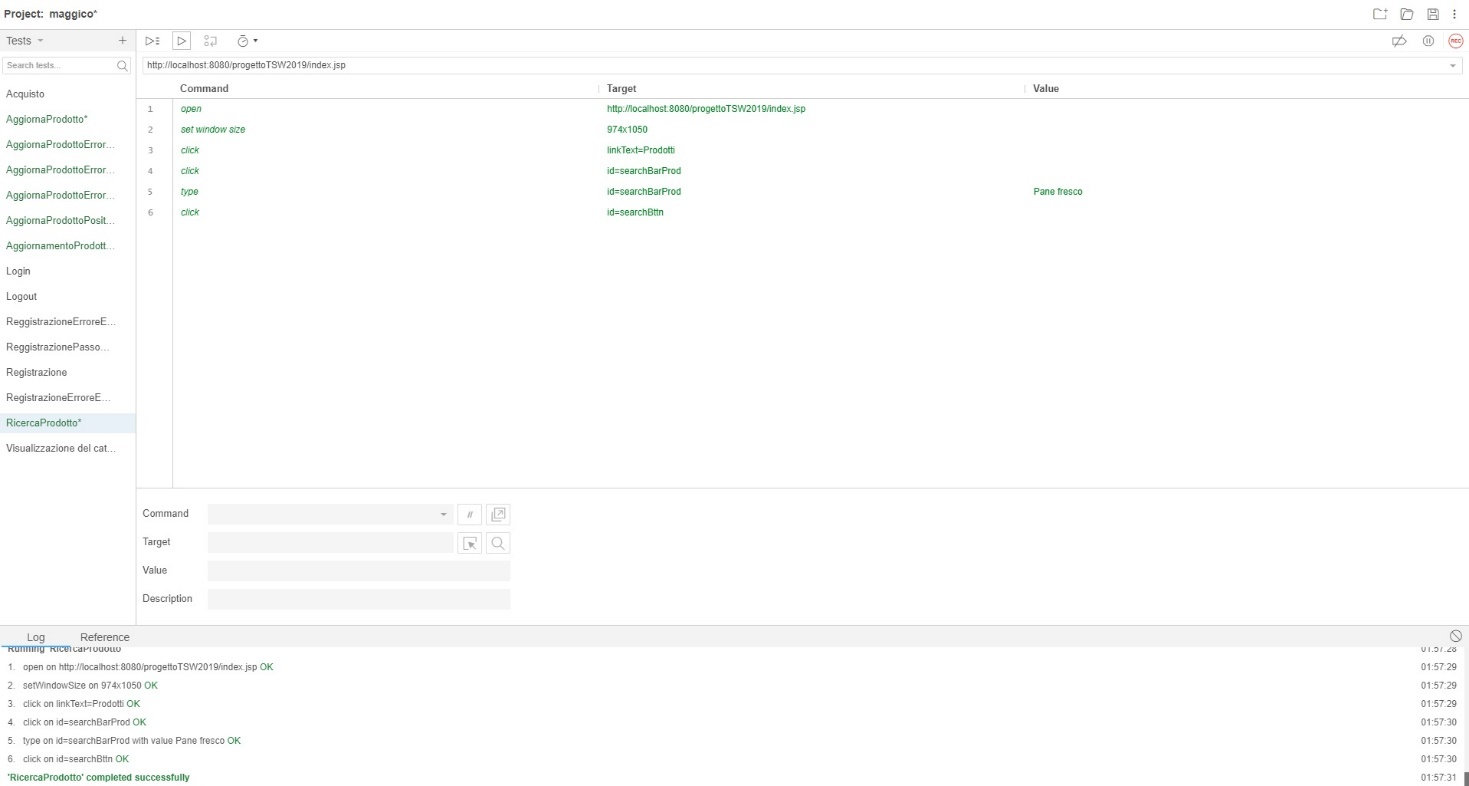 Project: maggico*
Tests
Search tests...
http://localhost:8080/progettoTSW2019/index.jsp
REC
Acquisto
AggiornaProdotto*
AggiornaProdottoError...
AggiornaProdottoError...
AggiornaProdottoError...
AggiornaProdottoPosit...
AggiornamentoProdott...
Login
Logout
ReggistrazioneErroreE...
ReggistrazionePasso...
Registrazione
RegistrazioneErroreE...
RicercaProdotto*
Visualizzazione del cat...
Command Target Value
1 open http://localhost:8080/progettoTSW2019/index.jsp
2 set window size 974x1050
3 click linkText=Prodotti
4 click id=searchBarProd
5 type id=searchBarProd Pane fresco
6 click id=searchBttn
Command //
Target
Value
Description
Log Reference
Running 'RicercaProdotto' 01:57:28
1. open on http://localhost:8080/progettoTSW2019/index.jsp OK 01:57:29
2. setWindowSize on 974x1050 OK 01:57:29
3. click on linkText=Prodotti OK 01:57:29
4. click on id=searchBarProd OK 01:57:30
5. type on id=searchBarProd with value Pane fresco OK 01:57:30
6. click on id=searchBttn OK 01:57:30
'RicercaProdotto' completed successfully 01:57:31